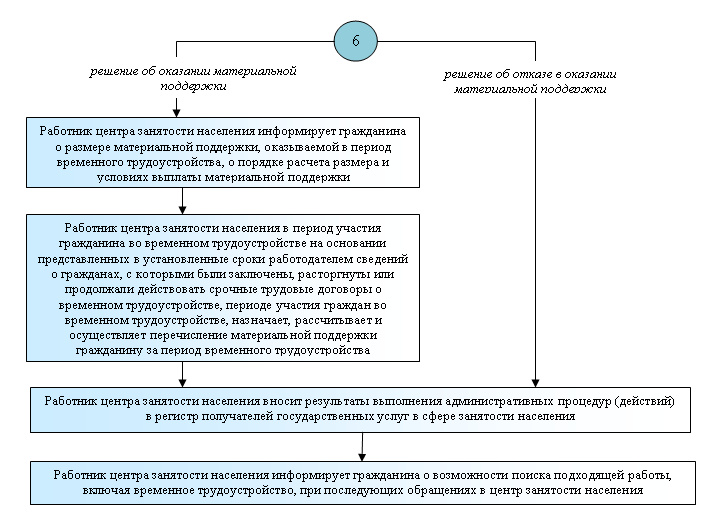 6
решение об оказании материальной
поддержки
решение об отказе в оказании
материальной поддержки
Работник центра занятости населения информирует гражданина
о размере материальной поддержки, оказываемой в период
временного трудоустройства, о порядке расчета размера и
условиях выплаты материальной поддержки
Работник центра занятости населения в период участия
гражданина во временном трудоустройстве на основании
представленных в установленные сроки работодателем сведений
о гражданах, с которыми были заключены, расторгнуты или
продолжали действовать срочные трудовые договоры о
временном трудоустройстве, периоде участия граждан во
временном трудоустройстве, назначает, рассчитывает и
осуществляет перечисление материальной поддержки
гражданину за период временного трудоустройства
Работник центра занятости населения вносит результаты выполнения административных процедур (действий)
в регистр получателей государственных услуг в сфере занятости населения
Работник центра занятости населения информирует гражданина о возможности поиска подходящей работы,
включая временное трудоустройство, при последующих обращениях в центр занятости населения